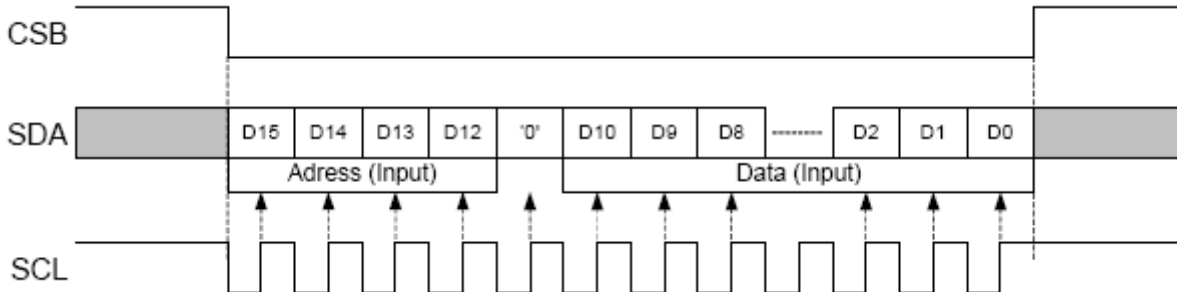 CSB
SDA D15 D14 D13 D12 '0' D10 D9 D8 -------- D2 D1 D0
Adress (Input) Data (Input)
SCL